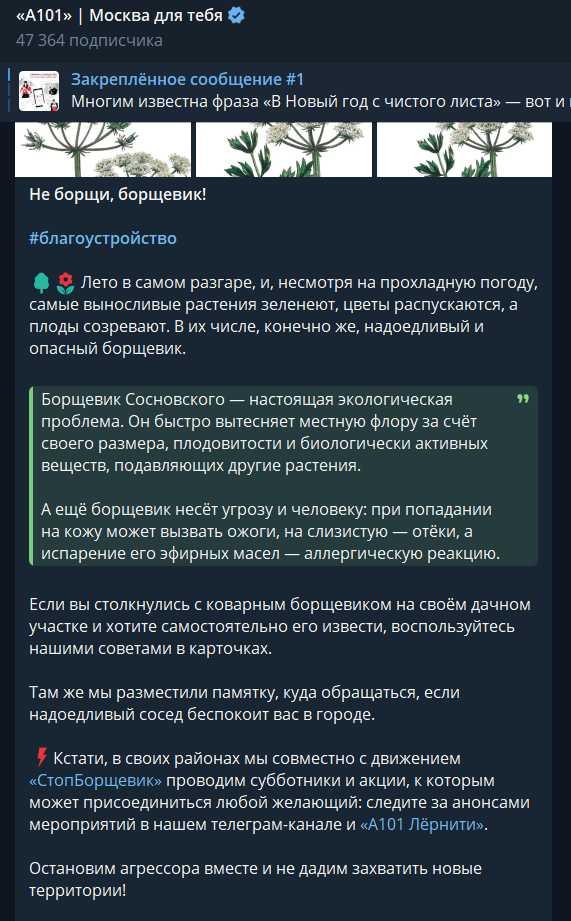 «А101» | Москва для тебя
47 364 подписчика
Закреплённое сообщение #1
Многим известна фраза «В Новый год с чистого листа» — вот и
Не борщи, борщевик!
#благоустройство
Лето в самом разгаре, и, несмотря на прохладную погоду,
самые выносливые растения зеленеют, цветы распускаются, а
плоды созревают. В их числе, конечно же, надоедливый и
опасный борщевик.
Борщевик Сосновского — настоящая экологическая
проблема. Он быстро вытесняет местную флору за счёт
своего размера, плодовитости и биологически активных
веществ, подавляющих другие растения.
А ещё борщевик несёт угрозу и человеку: при попадании
на кожу может вызвать ожоги, на слизистую — отёки, а
испарение его эфирных масел — аллергическую реакцию.
Если вы столкнулись с коварным борщевиком на своём дачном
участке и хотите самостоятельно его извести, воспользуйтесь
нашими советами в карточках.
Там же мы разместили памятку, куда обращаться, если
надоедливый сосед беспокоит вас в городе.
Кстати, в своих районах мы совместно с движением
«СтопБорщевик» проводим субботники и акции, к которым
может присоединиться любой желающий: следите за анонсами
мероприятий в нашем телеграм-канале и «А101 Лёрнити».
Остановим агрессора вместе и не дадим захватить новые
территории!